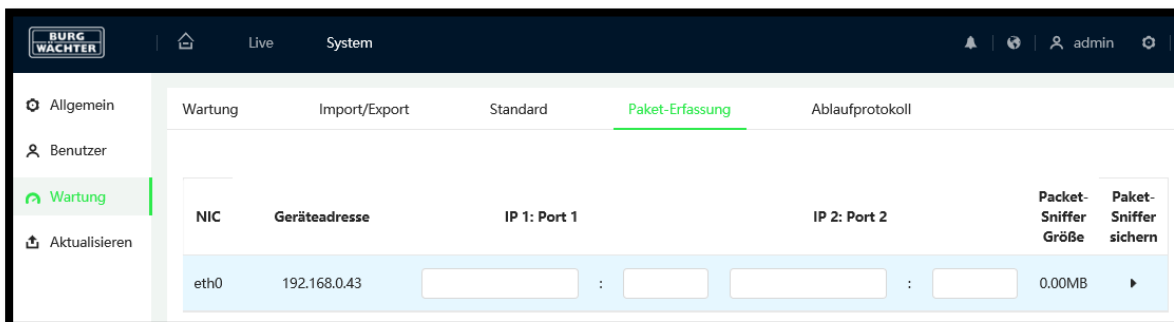 BURG
WÄCHTER
Live System admin
Allgemein
Benutzer
Wartung
Aktualisieren
Wartung Import/Export Standard Paket-Erfassung Ablaufprotokoll
NIC Geräteadresse IP 1: Port 1 IP 2: Port 2 Packet-Sniffer Größe Paket-Sniffer sichern
eth0 192.168.0.43 : : 0.00MB